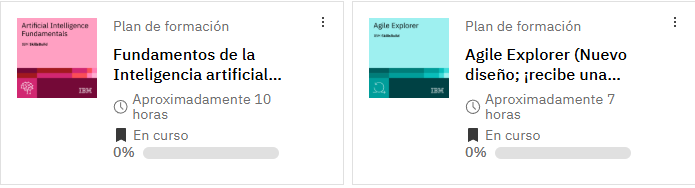 Artificial Intelligence
Fundamentals
IBM SkillsBuild
IBM
Plan de formación
Fundamentos de la
Inteligencia artificial...
Aproximadamente 10
horas
En curso
0%
Agile Explorer
IBM SkillsBuild
IBM
Plan de formación
Agile Explorer (Nuevo
diseño; ¡recibe una...
Aproximadamente 7
horas
En curso
0%